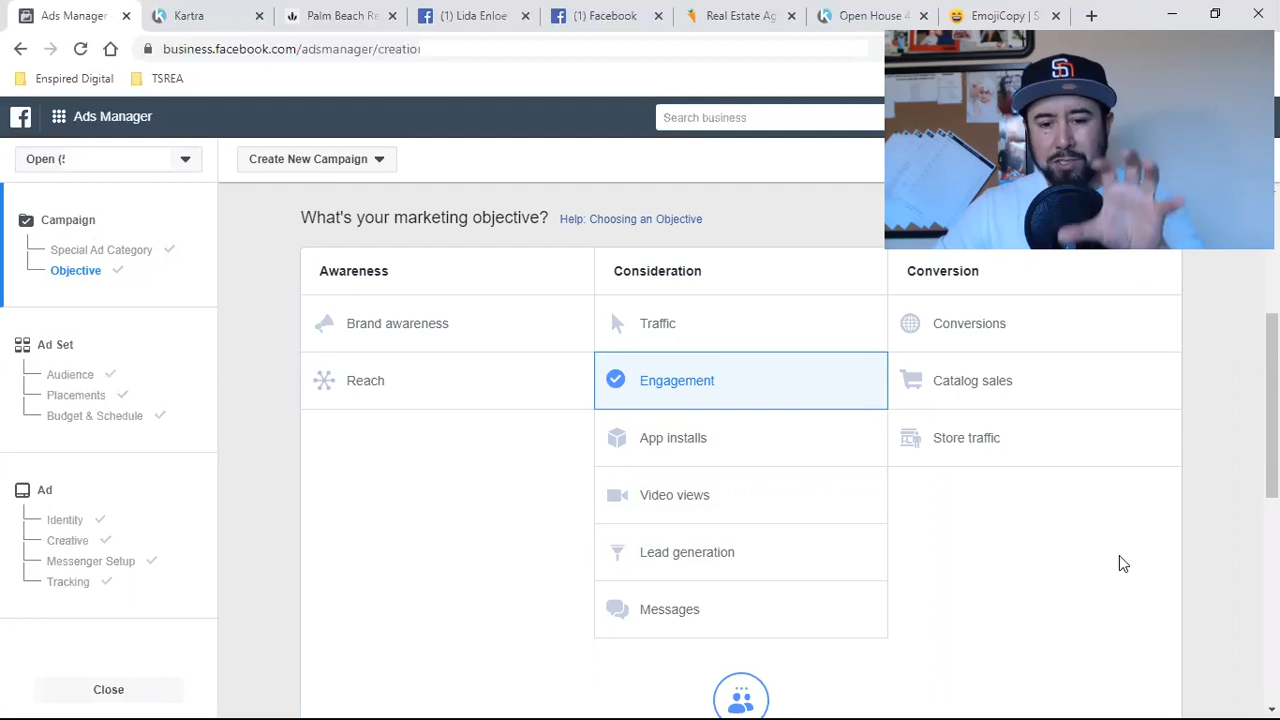 Ads Manager
Kartra
Palm Beach Re
(1) Lida Enloe
(1) Facebook
Real Estate Ag
Open House 4
EmojiCopy | S
business.facebook.com/adsmanager/creation
Enspired Digital
TSREA
Ads Manager
Search business
Open (!
Create New Campaign
Campaign
Special Ad Category
Objective
Ad Set
Audience
Placements
Budget & Schedule
Ad
Identity
Creative
Messenger Setup
Tracking
Close
What's your marketing objective? Help: Choosing an Objective
Awareness
Consideration
Conversion
Brand awareness
Traffic
Conversions
Reach
Engagement
Catalog sales
App installs
Store traffic
Video views
Lead generation
Messages
SD